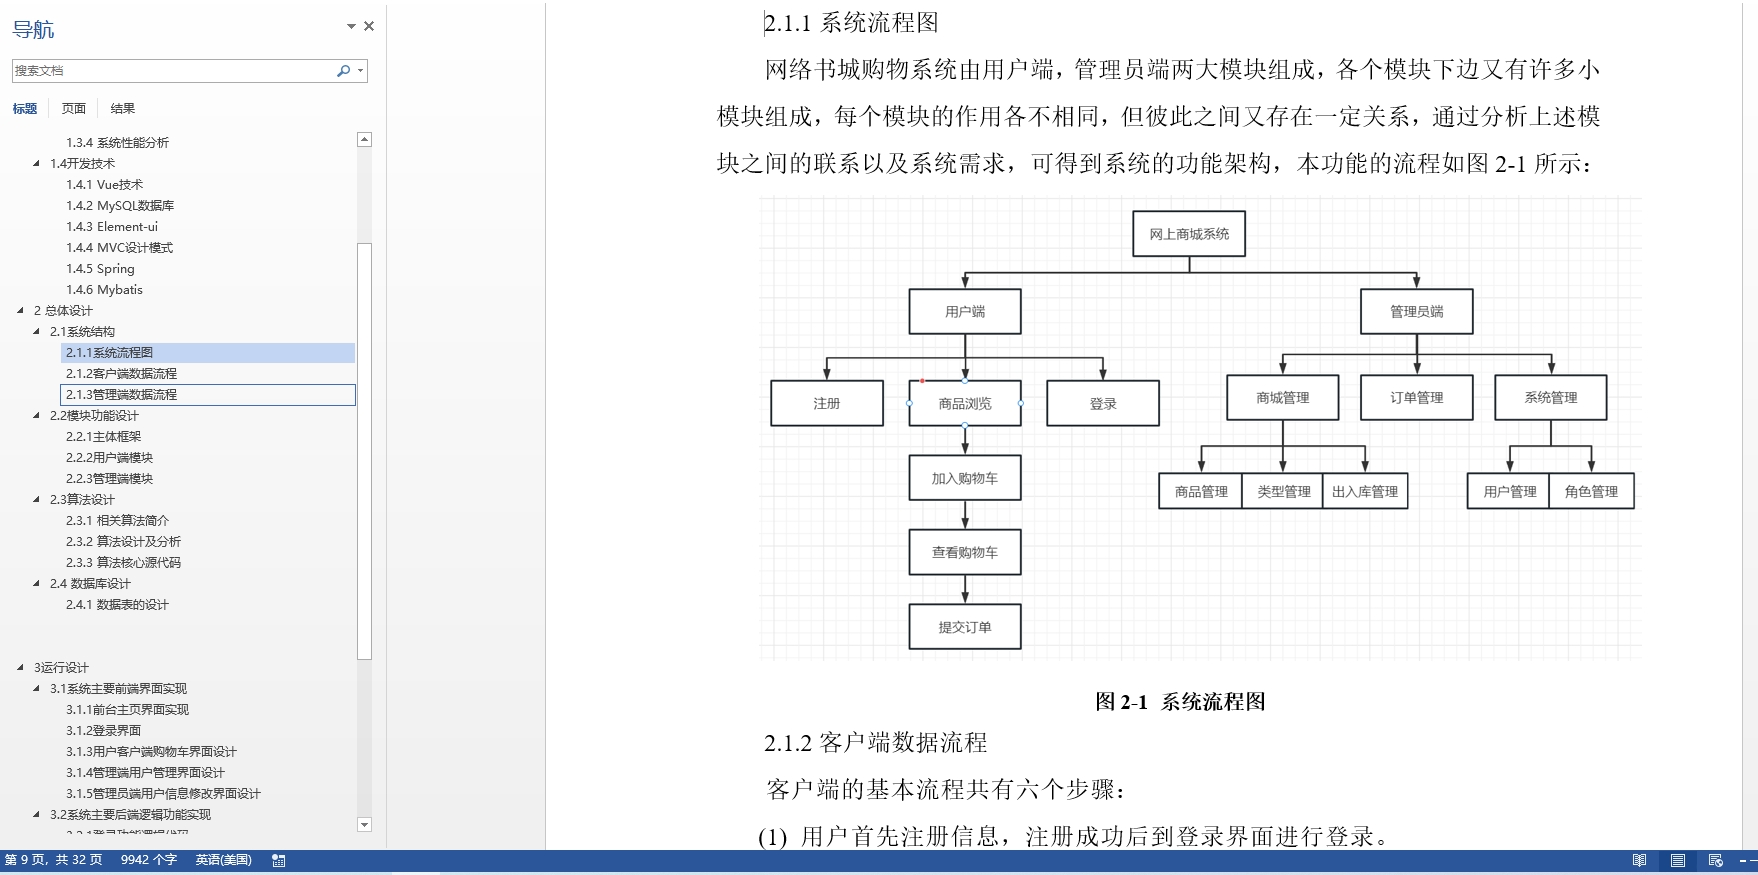 导航
搜索文档
标题 页面 结果
1.3.4 系统性能分析
1.4开发技术
1.4.1 Vue技术
1.4.2 MySQL数据库
1.4.3 Element-ui
1.4.4 MVC设计模式
1.4.5 Spring
1.4.6 Mybatis
2 总体设计
2.1系统结构
2.1.1系统流程图
2.1.2客户端数据流程
2.1.3管理端数据流程
2.2模块功能设计
2.2.1主体框架
2.2.2用户端模块
2.2.3管理端模块
2.3算法设计
2.3.1 相关算法简介
2.3.2 算法设计及分析
2.3.3 算法核心源代码
2.4 数据库设计
2.4.1 数据表的设计
3运行设计
3.1系统主要前端界面实现
3.1.1前台主页界面实现
3.1.2登录界面
3.1.3用户客户端购物车界面设计
3.1.4管理端用户管理界面设计
3.1.5管理员端用户信息修改界面设计
3.2系统主要后端逻辑功能实现
3.2.1登录功能逻辑代码
2.1.1 系统流程图
网络书城购物系统由用户端，管理员端两大模块组成，各个模块下边又有许多小
模块组成，每个模块的作用各不相同，但彼此之间又存在一定关系，通过分析上述模
块之间的联系以及系统需求，可得到系统的功能架构，本功能的流程如图 2-1 所示：
网上商城系统
用户端 管理员端
注册 商品浏览 登录 商城管理 订单管理 系统管理
加入购物车
商品管理 类型管理 出入库管理 用户管理 角色管理
查看购物车
提交订单
图 2-1 系统流程图
2.1.2 客户端数据流程
客户端的基本流程共有六个步骤：
(1) 用户首先注册信息，注册成功后到登录界面进行登录。
第 9 页, 共 32 页 9942 个字 英语(美国)